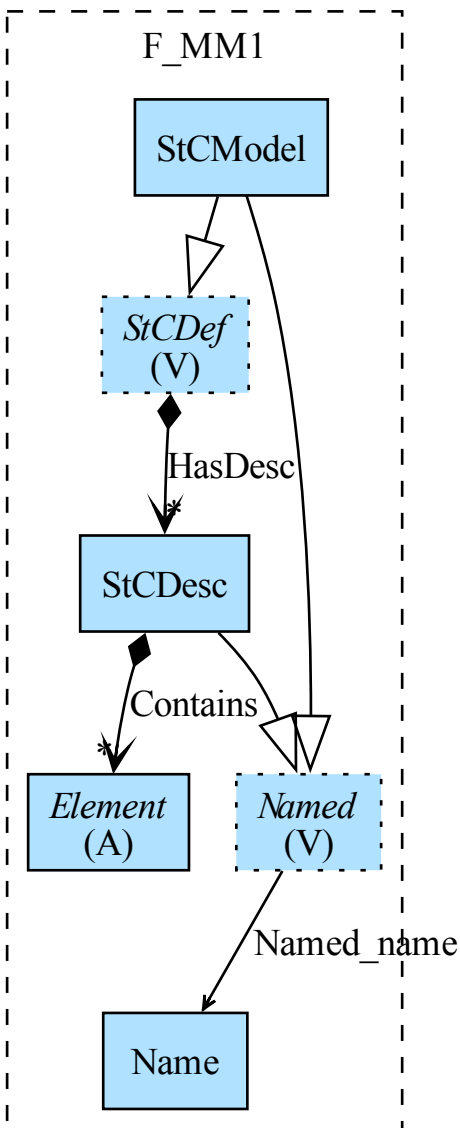 F_MM1
StCModel
StCDef
(V)
HasDesc
*
StCDesc
Contains
*
Element
(A)
Named
(V)
Named_name
Name